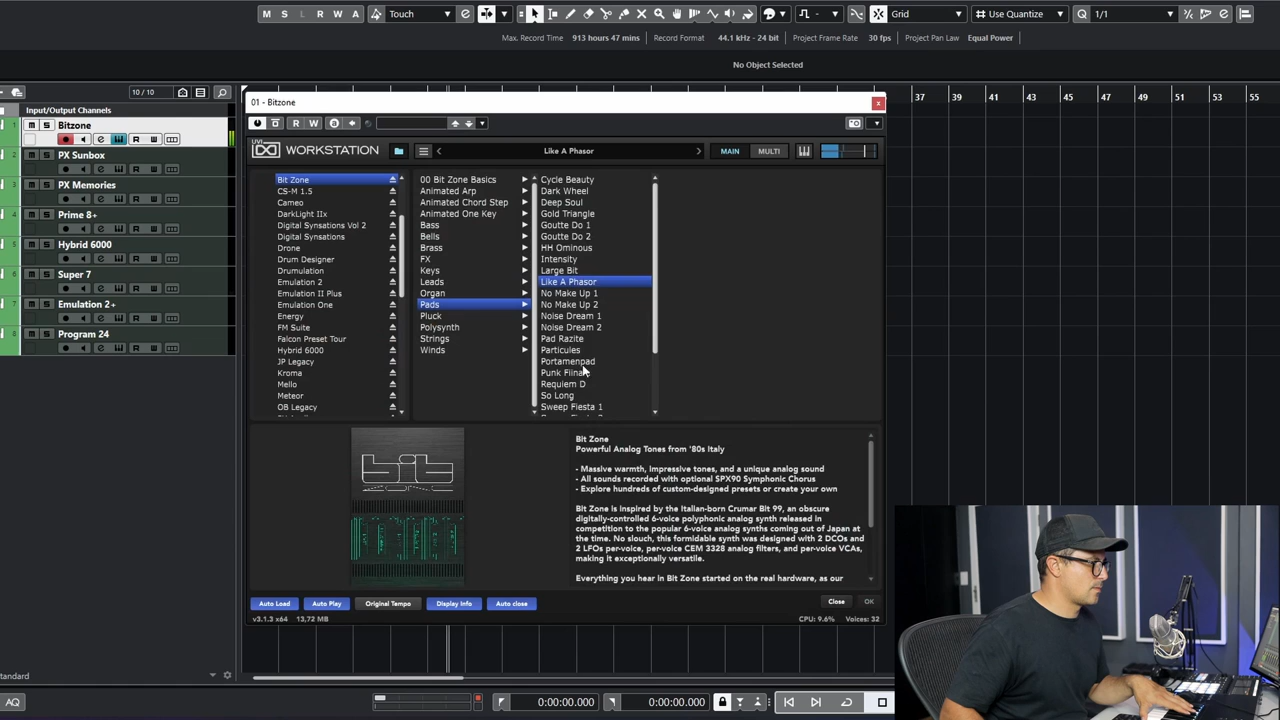 M S L R W A
Touch
Grid
Use Quantize
Q 1/1
Max. Record Time 913 hours 47 mins
Record Format 44.1 kHz - 24 bit
Project Frame Rate 30 fps
Project Pan Law Equal Power
No Object Selected
10 / 10
Input/Output Channels
37 39 41 43 45 47 49 51 53 55
01 - Bitzone
R W
1 Bitzone
2 PX Sunbox
3 PX Memories
4 Prime 8+
5 Hybrid 6000
6 Super 7
7 Emulation 2+
8 Program 24
UVI WORKSTATION
Like A Phasor
MAIN MULTI
Bit Zone
CS-M 1.5
Cameo
DarkLight IIx
Digital Synsations Vol 2
Digital Synsations
Drone
Drum Designer
Drumulation
Emulation 2
Emulation II Plus
Emulation One
Energy
FM Suite
Falcon Preset Tour
Hybrid 6000
JP Legacy
Kroma
Mello
Meteor
OB Legacy
00 Bit Zone Basics
Animated Arp
Animated Chord Step
Animated One Key
Bass
Bells
Brass
FX
Keys
Leads
Organ
Pads
Pluck
Polysynth
Strings
Winds
Cycle Beauty
Dark Wheel
Deep Soul
Gold Triangle
Goutte Do 1
Goutte Do 2
HH Ominous
Intensity
Large Bit
Like A Phasor
No Make Up 1
No Make Up 2
Noise Dream 1
Noise Dream 2
Pad Razite
Particules
Portamenpad
Punk Fiinale
Requiem D
So Long
Sweep Fiesta 1
bit
Bit Zone
Powerful Analog Tones from '80s Italy
- Massive warmth, impressive tones, and a unique analog sound
- All sounds recorded with optional SPX90 Symphonic Chorus
- Explore hundreds of custom-designed presets or create your own
Bit Zone is inspired by the Italian-born Crumar Bit 99, an obscure
digitally-controlled 6-voice polyphonic analog synth released in
competition to the popular 6-voice analog synths coming out of Japan at
the time. No slouch, this formidable synth was designed with 2 DCOs and
2 LFOs per-voice, per-voice CEM 3328 analog filters, and per-voice VCAs,
making it exceptionally versatile.
Everything you hear in Bit Zone started on the real hardware, as our
Auto Load Auto Play Original Tempo Display Info Auto close
Close OK
v3.1.3 x64 13,72 MB
CPU: 9.6% Voices: 32
standard
AQ
0:00:00.000
0:00:00.000